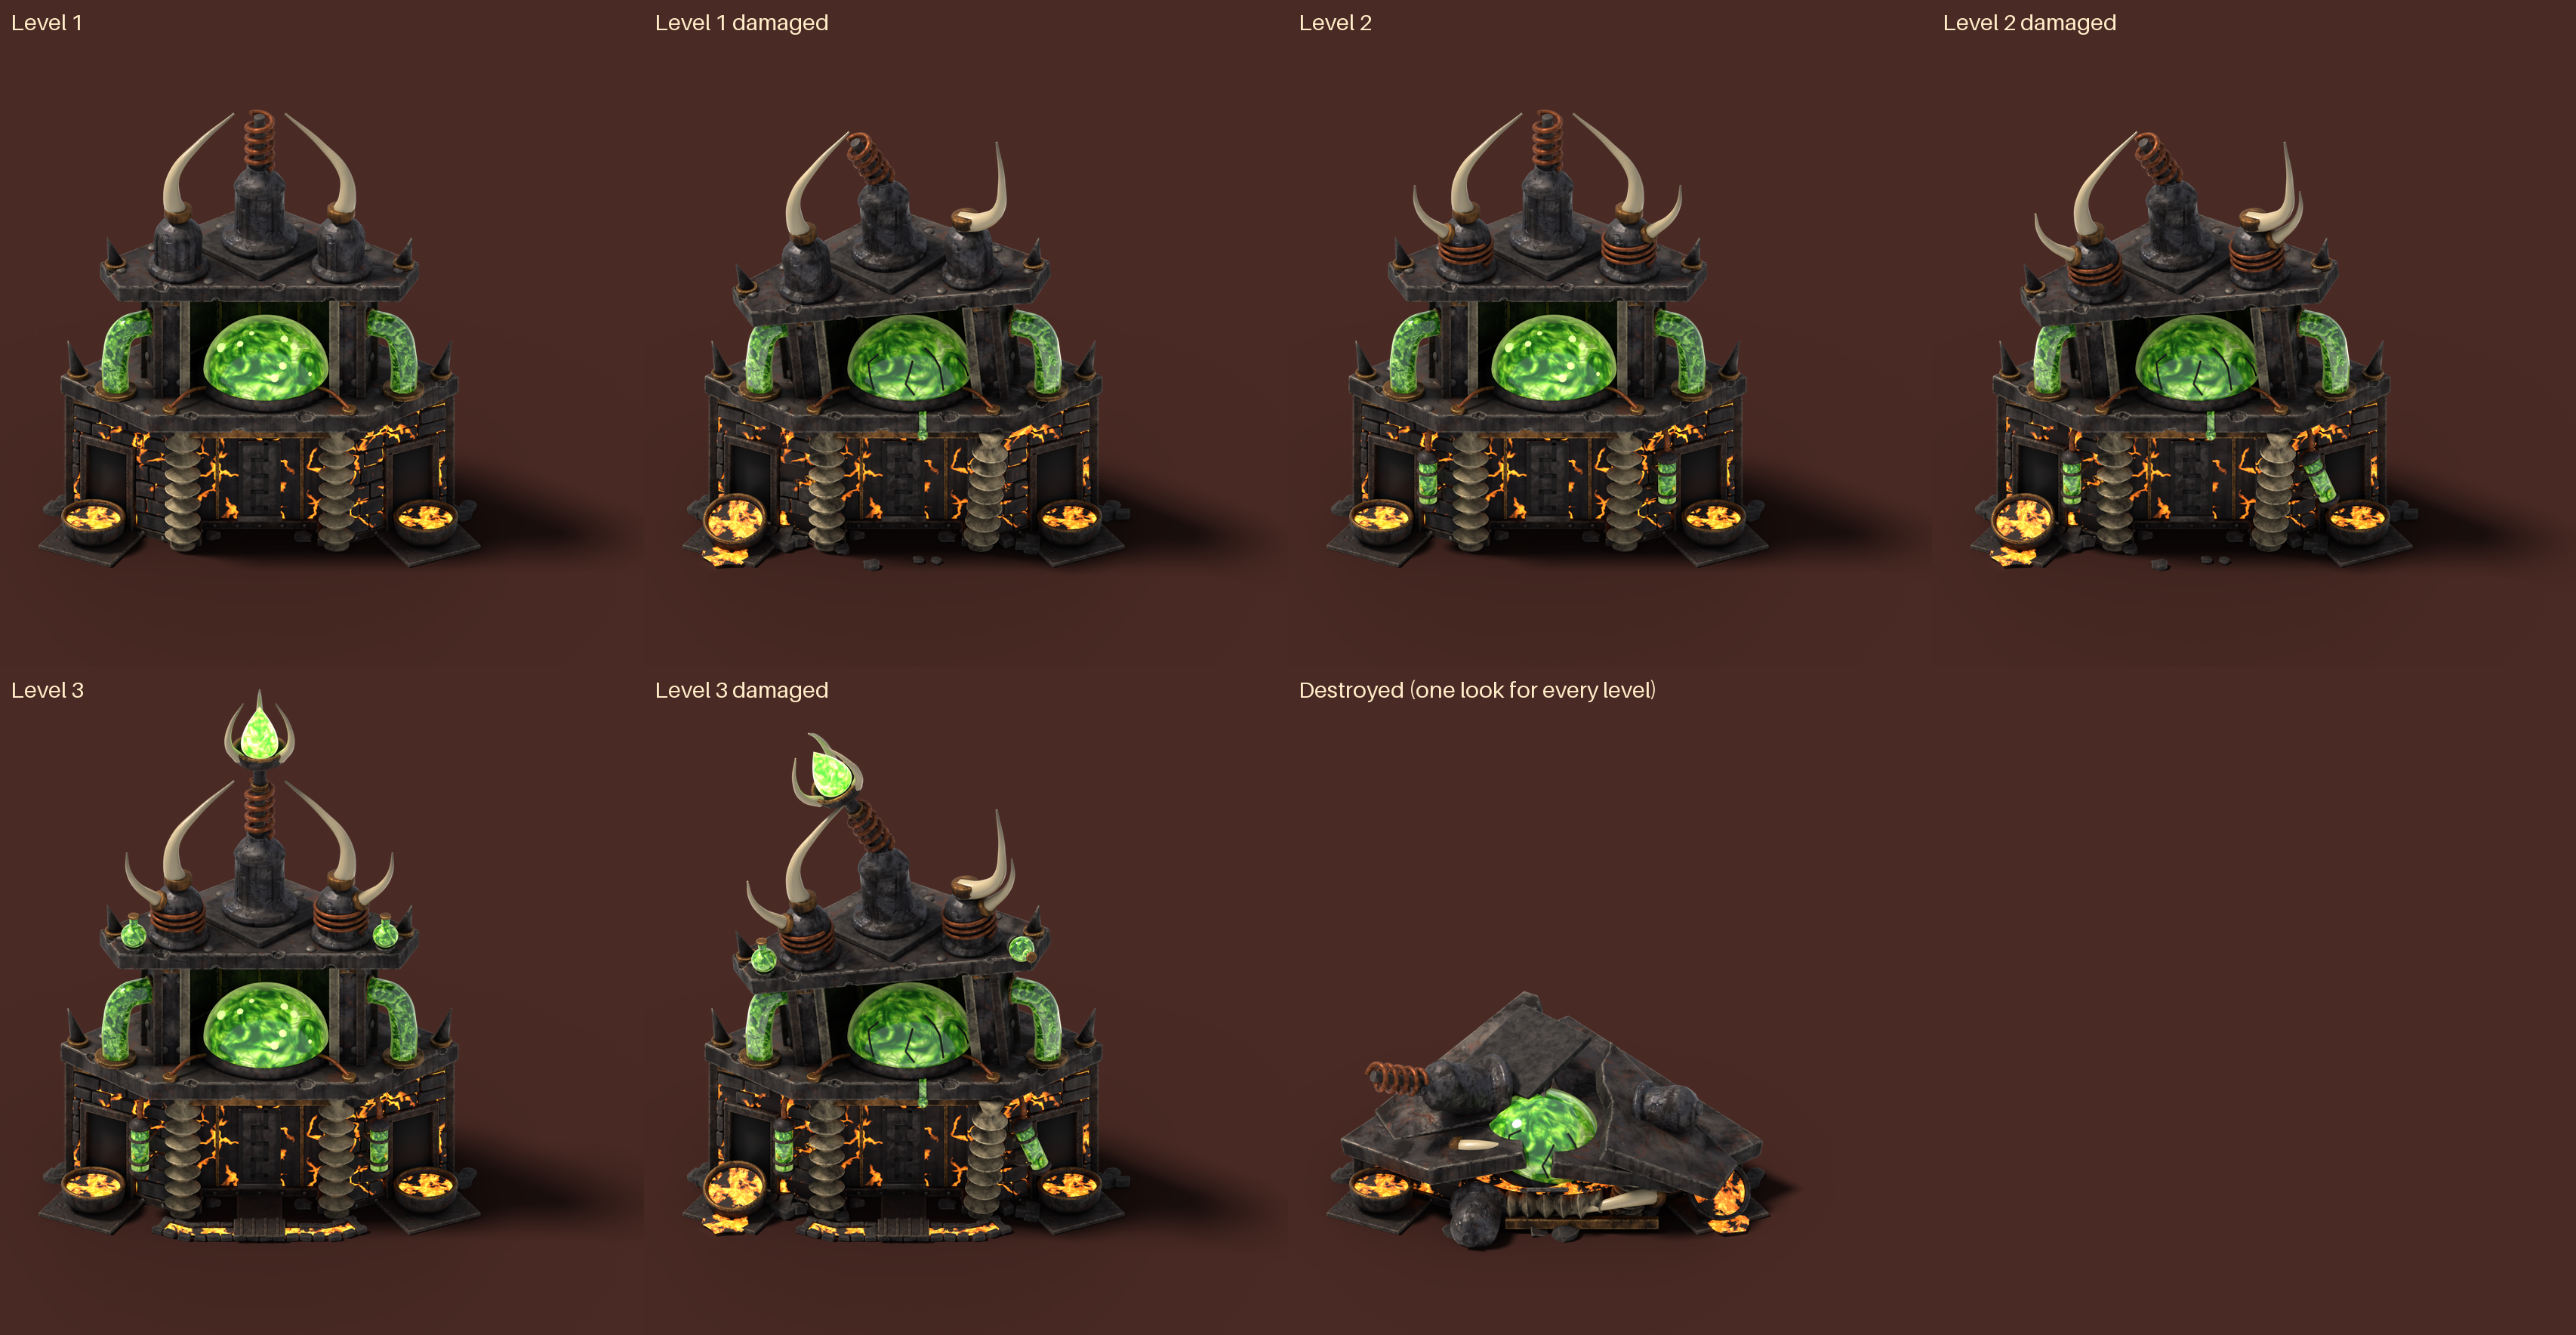 Level 1
Level 1 damaged
Level 2
Level 2 damaged
Level 3
Level 3 damaged
Destroyed (one look for every level)